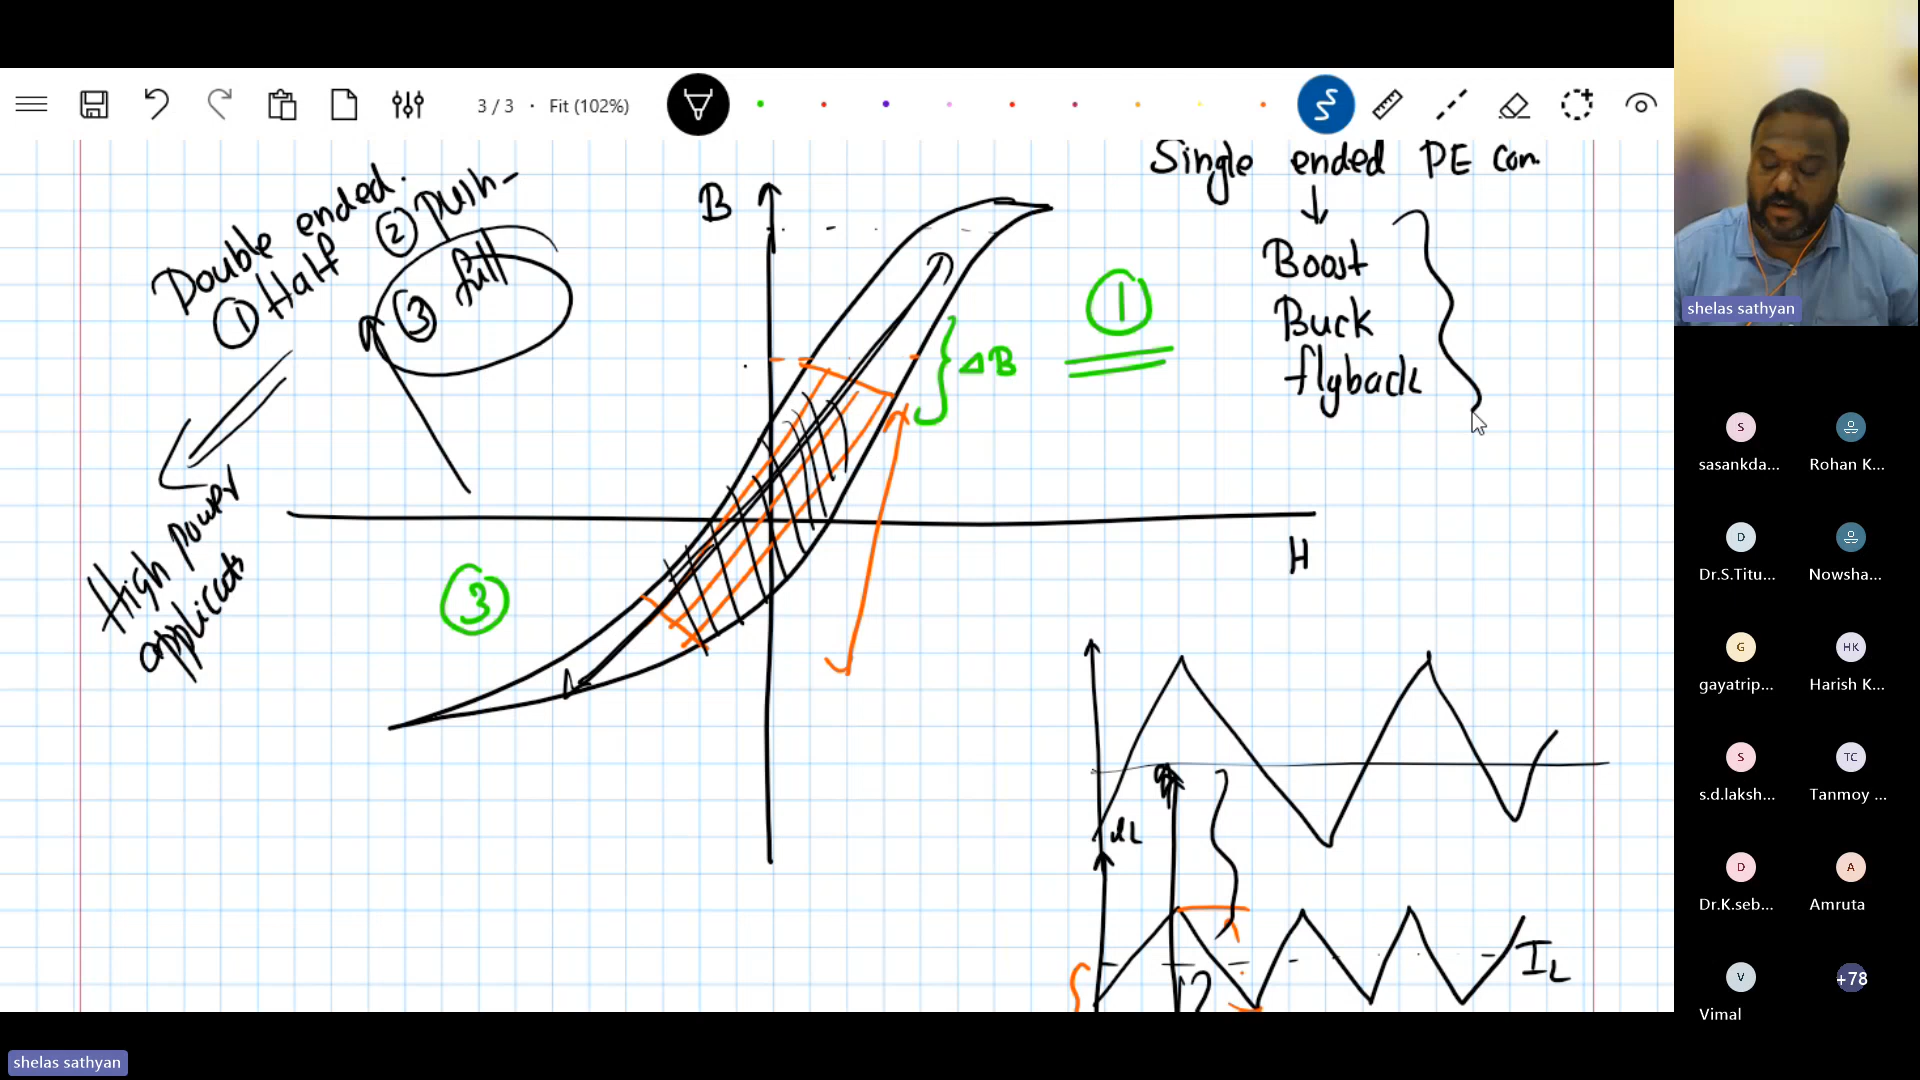 3 / 3 · Fit (102%)
Single ended PE Con.
Double ended.
① Half ② push-
③ full
B
Boost
Buck
flyback
①
ΔB
High power
H
③
iL
IL
shelas sathyan
sasankda...
Rohan K...
Dr.S.Titu...
Nowsha...
gayatrip...
Harish K...
s.d.laksh...
Tanmoy ...
Dr.K.seb...
Amruta
Vimal
+78
S
D
G
HK
S
TC
D
A
V
shelas sathyan